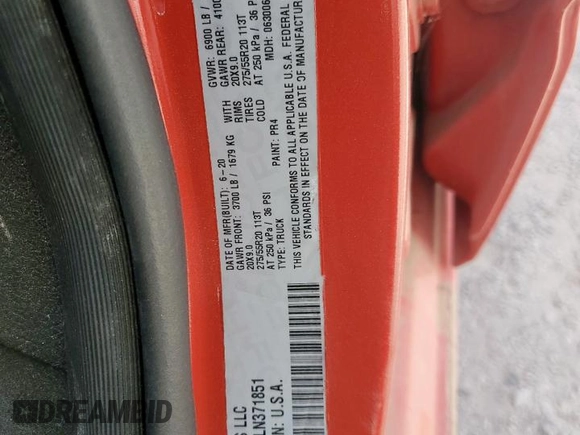 DATE OF MFR(BUILT): 6-20 GVWR: 6900 LB /
GAWR FRONT: 3700 LB / 1679 KG WITH GAWR REAR: 410
20X9.0 RIMS 20X9.0
275/55R20 113T TIRES 275/55R20 113T
AT 250 kPa / 36 PSI COLD AT 250 kPa / 36 P
TYPE: TRUCK PAINT: PR4 MDH: 06300
THIS VEHICLE CONFORMS TO ALL APPLICABLE U.S.A. FEDERAL
STANDARDS IN EFFECT ON THE DATE OF MANUFACTUR
S LLC
LN371851
N: U.S.A.
DREAMBID